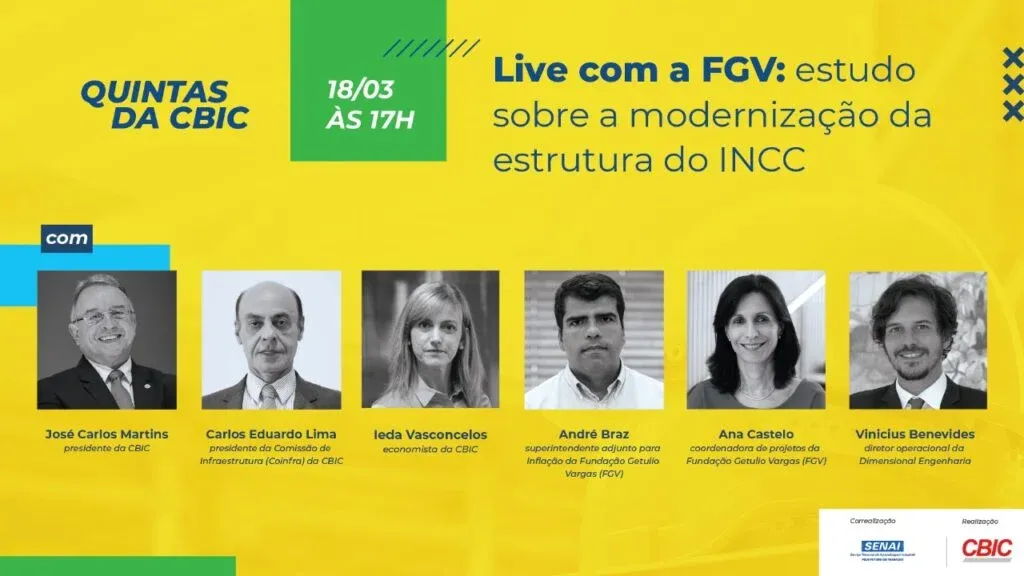 QUINTAS
DA CBIC
18/03
ÀS 17H
Live com a FGV: estudo
sobre a modernização da
estrutura do INCC
com
José Carlos Martins
presidente da CBIC
Carlos Eduardo Lima
presidente da Comissão de
Infraestrutura (Coinfra) da CBIC
Ieda Vasconcelos
economista da CBIC
André Braz
superintendente adjunto para
Inflação da Fundação Getulio
Vargas (FGV)
Ana Castelo
coordenadora de projetos da
Fundação Getulio Vargas (FGV)
Vinicius Benevides
diretor operacional da
Dimensional Engenharia
Correalização
Realização
SENAI
CBIC